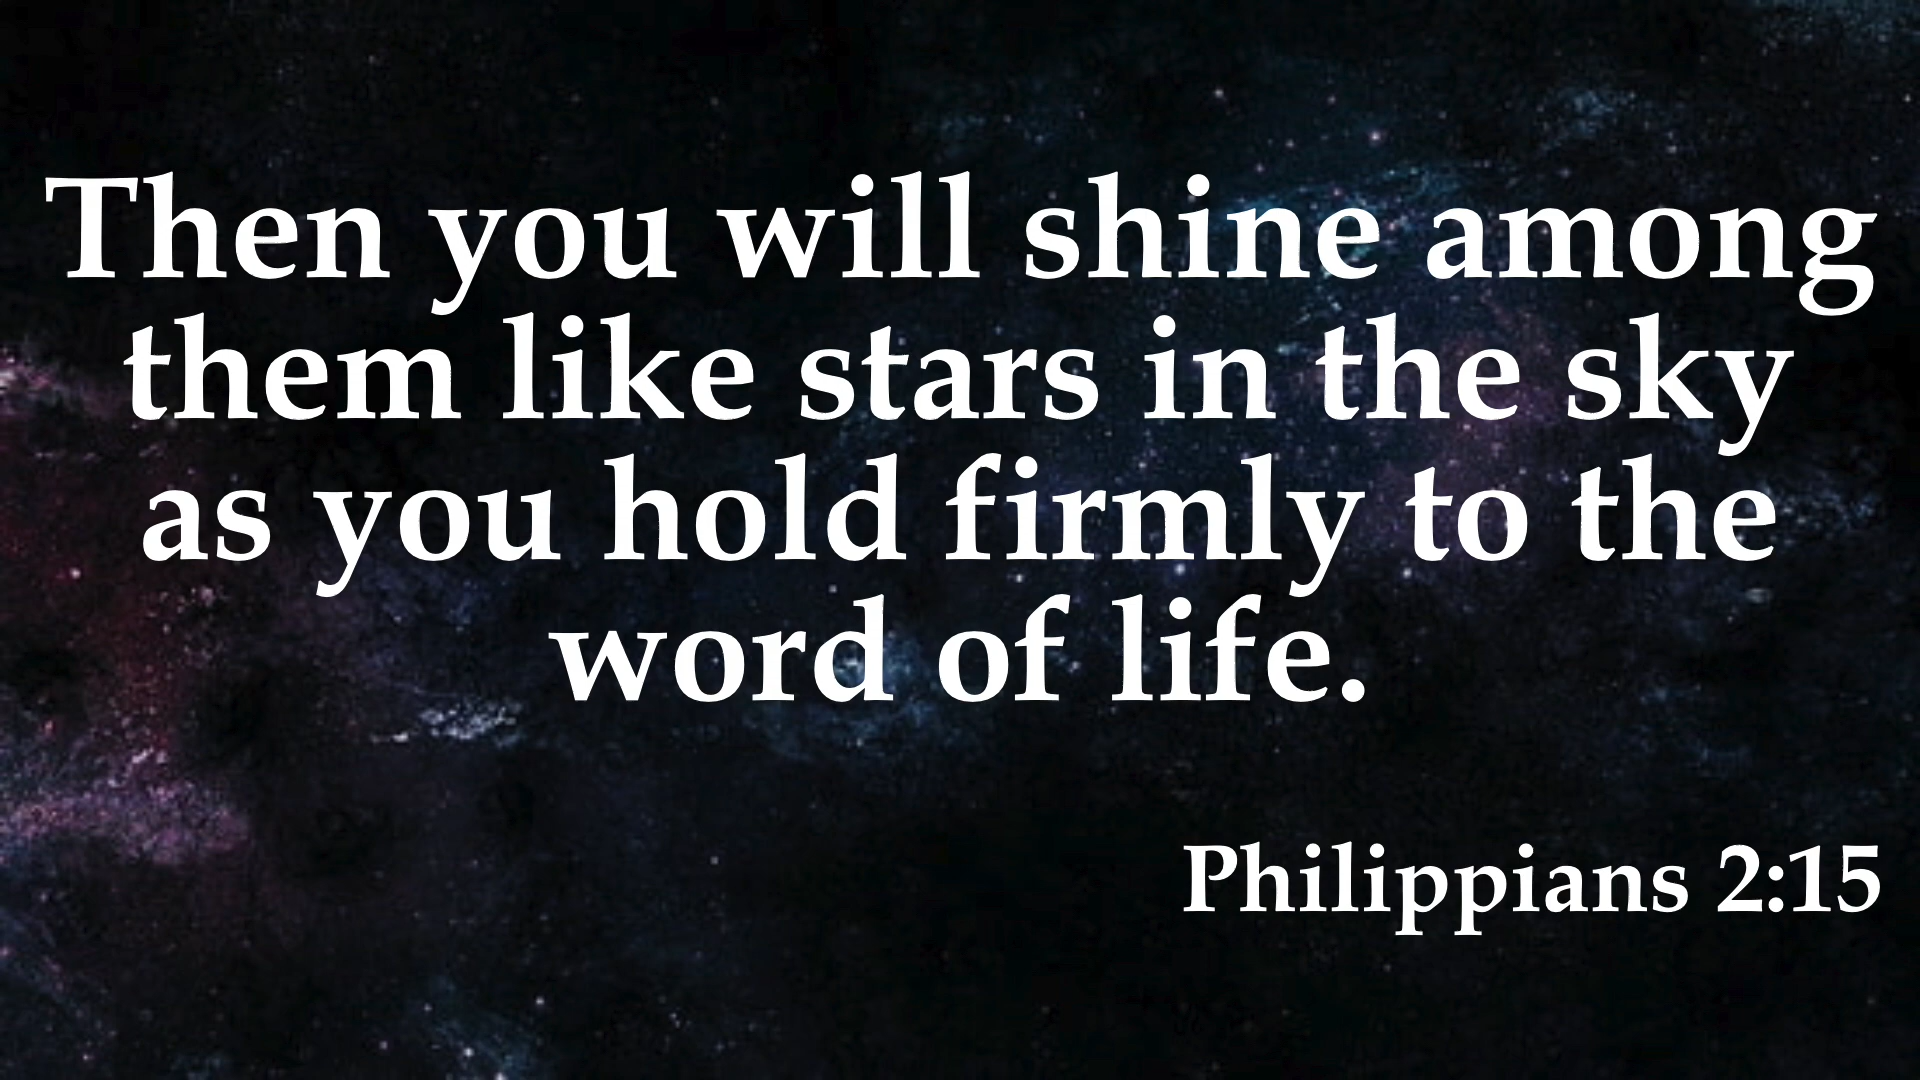 Then you will shine among
them like stars in the sky
as you hold firmly to the
word of life.
Philippians 2:15